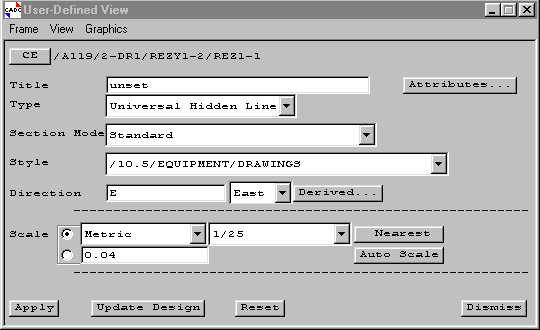 CADC User-Defined View
Frame View Graphics
CE /A119/2-DR1/REZY1-2/REZ1-1
Title unset Attributes...
Type Universal Hidden Line
Section Mode Standard
Style /10.5/EQUIPMENT/DRAWINGS
Direction E East Derived...
Scale Metric 1/25 Nearest
0.04 Auto Scale
Apply Update Design Reset Dismiss